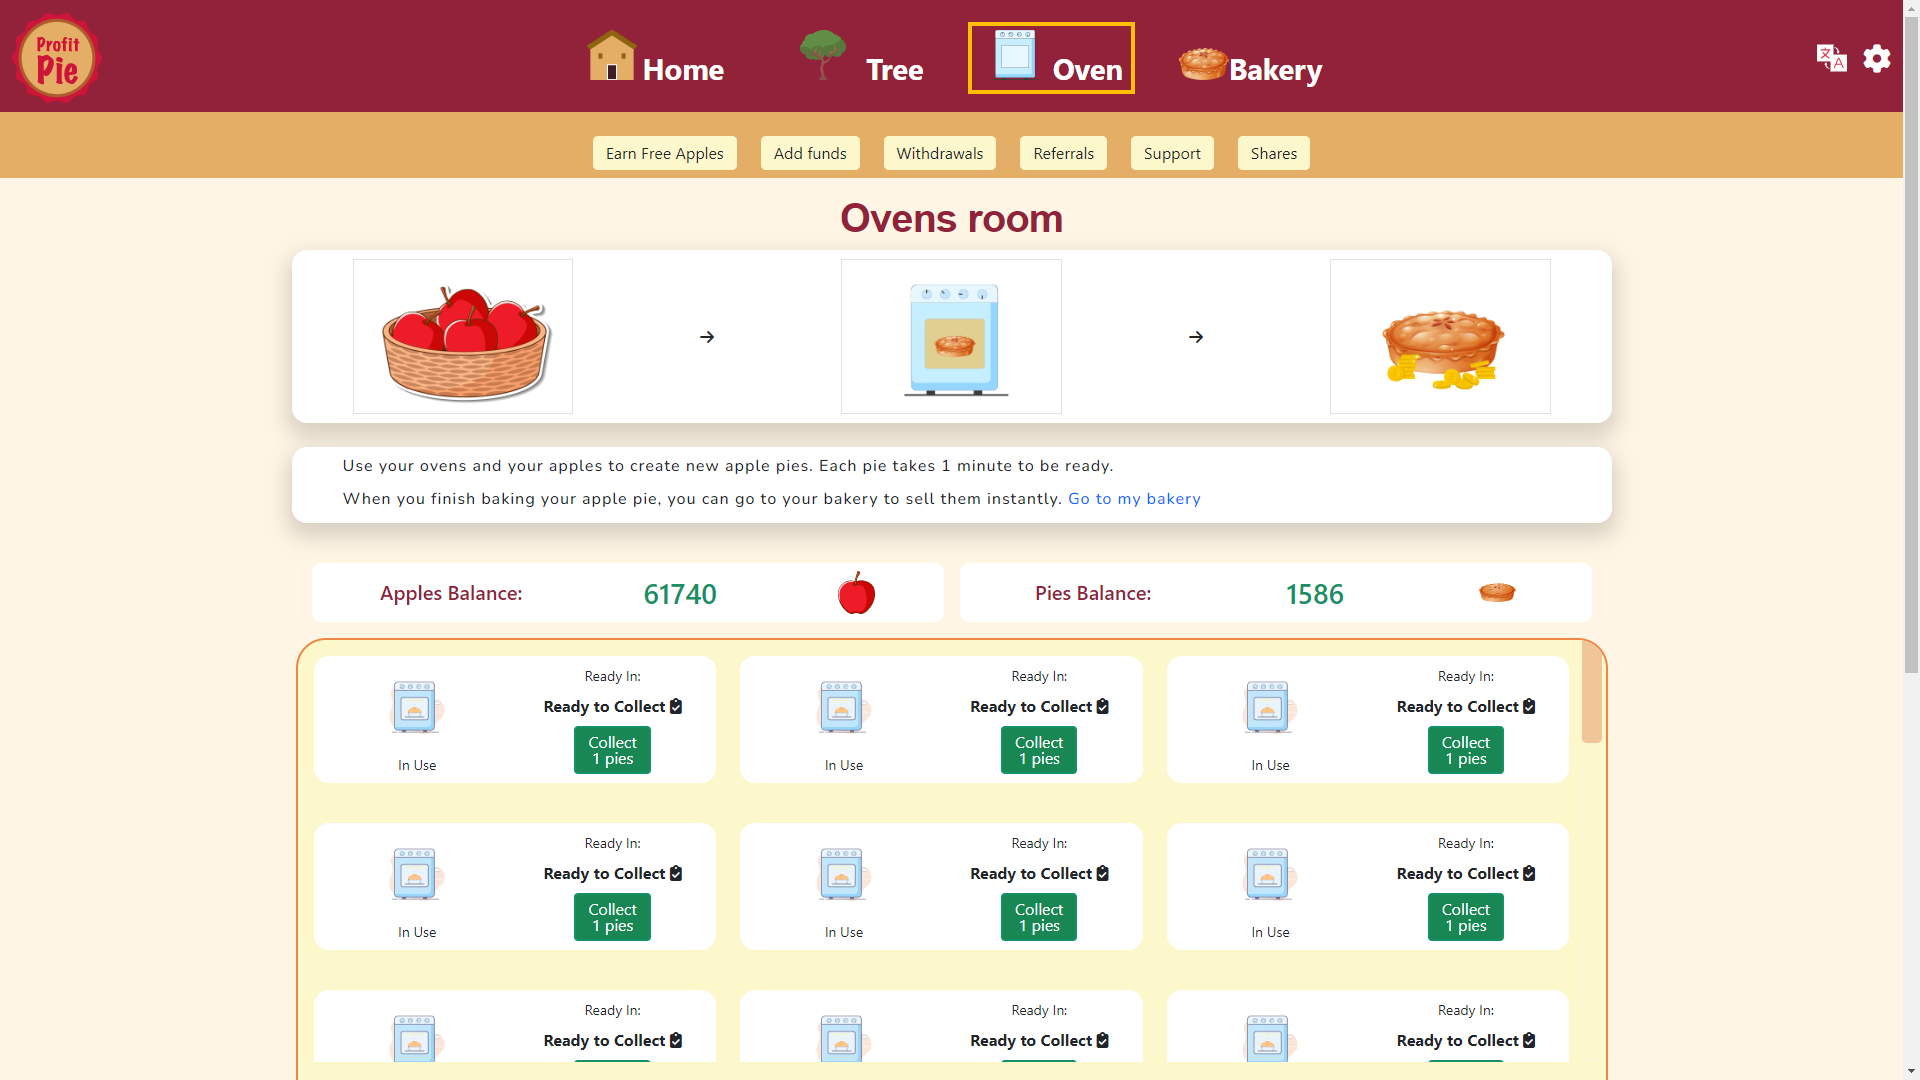 Profit
Pie
Home
Tree
Oven
Bakery
Earn Free Apples
Add funds
Withdrawals
Referrals
Support
Shares
Ovens room
Use your ovens and your apples to create new apple pies. Each pie takes 1 minute to be ready.
When you finish baking your apple pie, you can go to your bakery to sell them instantly. Go to my bakery
Apples Balance:
61740
Pies Balance:
1586
Ready In:
Ready to Collect
Collect
1 pies
In Use
Ready In:
Ready to Collect
Collect
1 pies
In Use
Ready In:
Ready to Collect
Collect
1 pies
In Use
Ready In:
Ready to Collect
Collect
1 pies
In Use
Ready In:
Ready to Collect
Collect
1 pies
In Use
Ready In:
Ready to Collect
Collect
1 pies
In Use
Ready In:
Ready to Collect
Ready In:
Ready to Collect
Ready In:
Ready to Collect